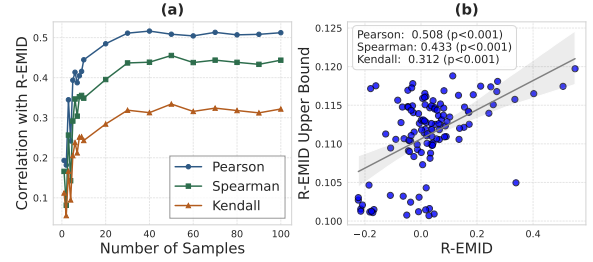 (a)
Correlation with R-EMID
0.5
0.4
0.3
0.2
0.1
Pearson
Spearman
Kendall
0
20
40
60
80
100
Number of Samples
(b)
R-EMID Upper Bound
0.120
0.115
0.110
0.105
0.100
Pearson: 0.508 (p<0.001)
Spearman: 0.433 (p<0.001)
Kendall: 0.312 (p<0.001)
−0.2
0.0
0.2
0.4
R-EMID